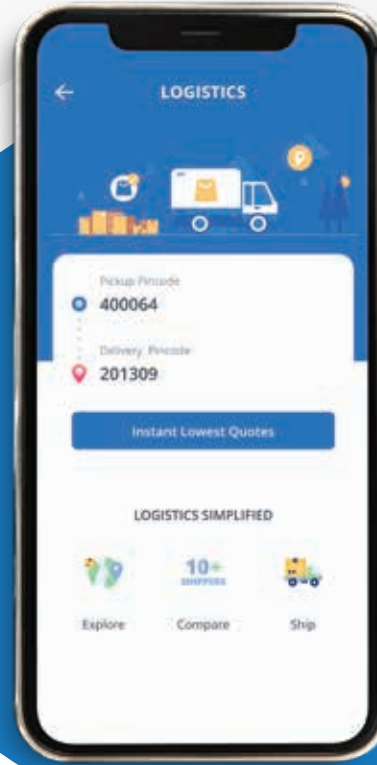 LOGISTICS
Pickup Pincode
400064
Delivery Pincode
201309
Instant Lowest Quotes
LOGISTICS SIMPLIFIED
10+
SHIPPERS
Explore
Compare
Ship